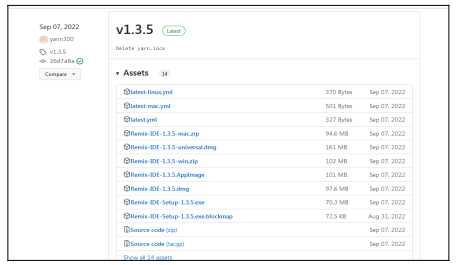 Sep 07, 2022
yann300
v1.3.5
26d7a8a
Compare
v1.3.5 Latest
Delete yarn.lock
Assets 14
latest-linux.yml 370 Bytes Sep 07, 2022
latest-mac.yml 501 Bytes Sep 07, 2022
latest.yml 327 Bytes Sep 07, 2022
Remix-IDE-1.3.5-mac.zip 94.6 MB Sep 07, 2022
Remix-IDE-1.3.5-universal.dmg 161 MB Sep 07, 2022
Remix-IDE-1.3.5-win.zip 102 MB Sep 07, 2022
Remix-IDE-1.3.5.AppImage 101 MB Sep 07, 2022
Remix-IDE-1.3.5.dmg 97.6 MB Sep 07, 2022
Remix-IDE-Setup-1.3.5.exe 70.3 MB Sep 07, 2022
Remix-IDE-Setup-1.3.5.exe.blockmap 72.5 KB Aug 31, 2022
Source code (zip) Sep 07, 2022
Source code (tar.gz) Sep 07, 2022
Show all 14 assets